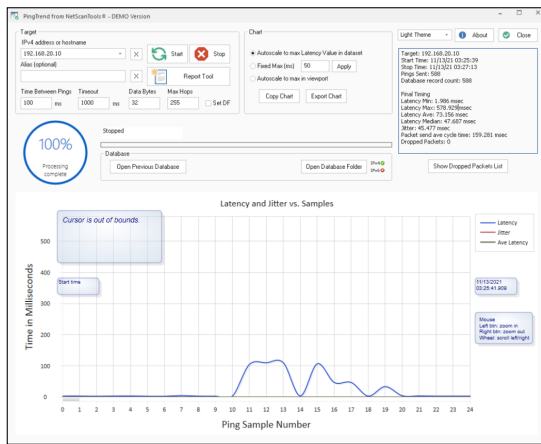 PingTrend from NetScanTools® - DEMO Version
Target
IPv4 address or hostname
192.168.20.10
Start
Stop
Alias (optional)
Report Tool
Time Between Pings
Timeout
Data Bytes
Max Hops
100
ms
1000
ms
32
255
Set DF
Chart
Autoscale to max Latency Value in dataset
Fixed Max (ms)
50
Apply
Autoscale to max in viewport
Copy Chart
Export Chart
Light Theme
About
Close
Target: 192.168.20.10
Start Time: 11/13/21 03:25:39
Stop Time: 11/13/21 03:27:13
Pings Sent: 588
Database record count: 588
Final Timing
Latency Min: 1.986 msec
Latency Max: 578.929msec
Latency Ave: 73.156 msec
Latency Median: 47.687 msec
Jitter: 45.477 msec
Packet send ave cycle time: 159.281 msec
Dropped Packets: 0
100%
Processing
complete
Stopped
Database
Open Previous Database
Open Database Folder
IPv4
IPv6
Show Dropped Packets List
Latency and Jitter vs. Samples
Cursor is out of bounds.
Start time
Latency
Jitter
Ave Latency
11/13/2021
03:25:41.909
Mouse
Left btn: zoom in
Right btn: zoom out
Wheel: scroll left/right
Time in Milliseconds
500
400
300
200
100
0
0 1 2 3 4 5 6 7 8 9 10 11 12 13 14 15 16 17 18 19 20 21 22 23 24
Ping Sample Number